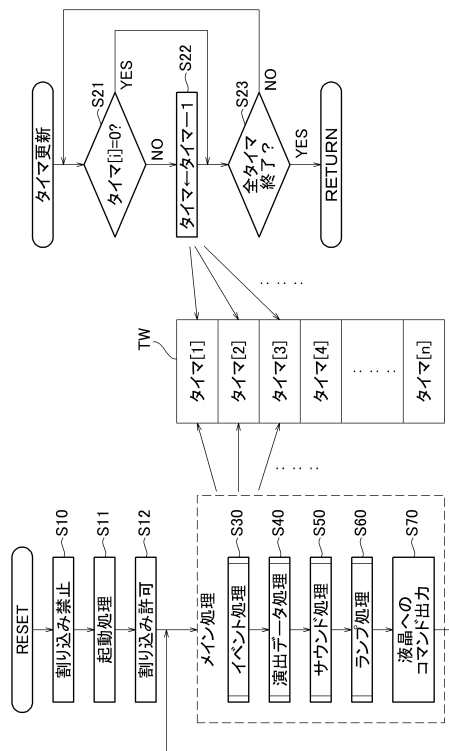 RESET
割り込み禁止
S10
起動処理
S11
割り込み許可
S12
メイン処理
イベント処理
S30
演出データ処理
S40
サウンド処理
S50
ランプ処理
S60
液晶への
コマンド出力
S70
TW
タイマ[1]
タイマ[2]
タイマ[3]
タイマ[4]
タイマ[n]
タイマ更新
タイマ[i]=0?
S21
YES
NO
タイマ←タイマー1
S22
全タイマ
終了?
S23
NO
YES
RETURN